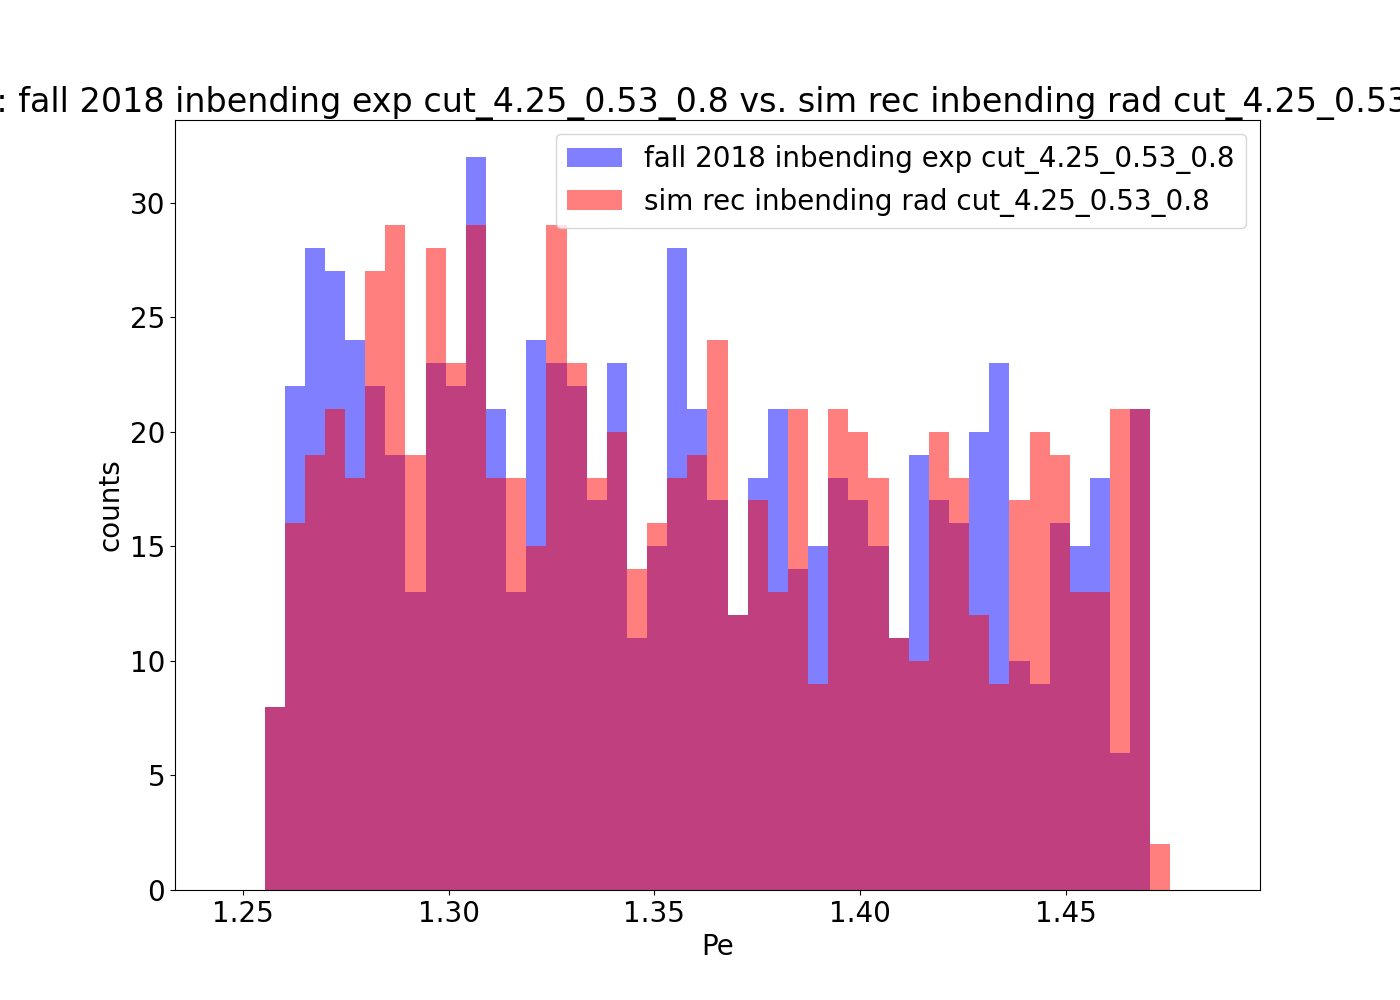 : fall 2018 inbending exp cut_4.25_0.53_0.8 vs. sim rec inbending rad cut_4.25_0.53
fall 2018 inbending exp cut_4.25_0.53_0.8
sim rec inbending rad cut_4.25_0.53_0.8
30
25
20
15
10
5
0
counts
1.25 1.30 1.35 1.40 1.45
Pe